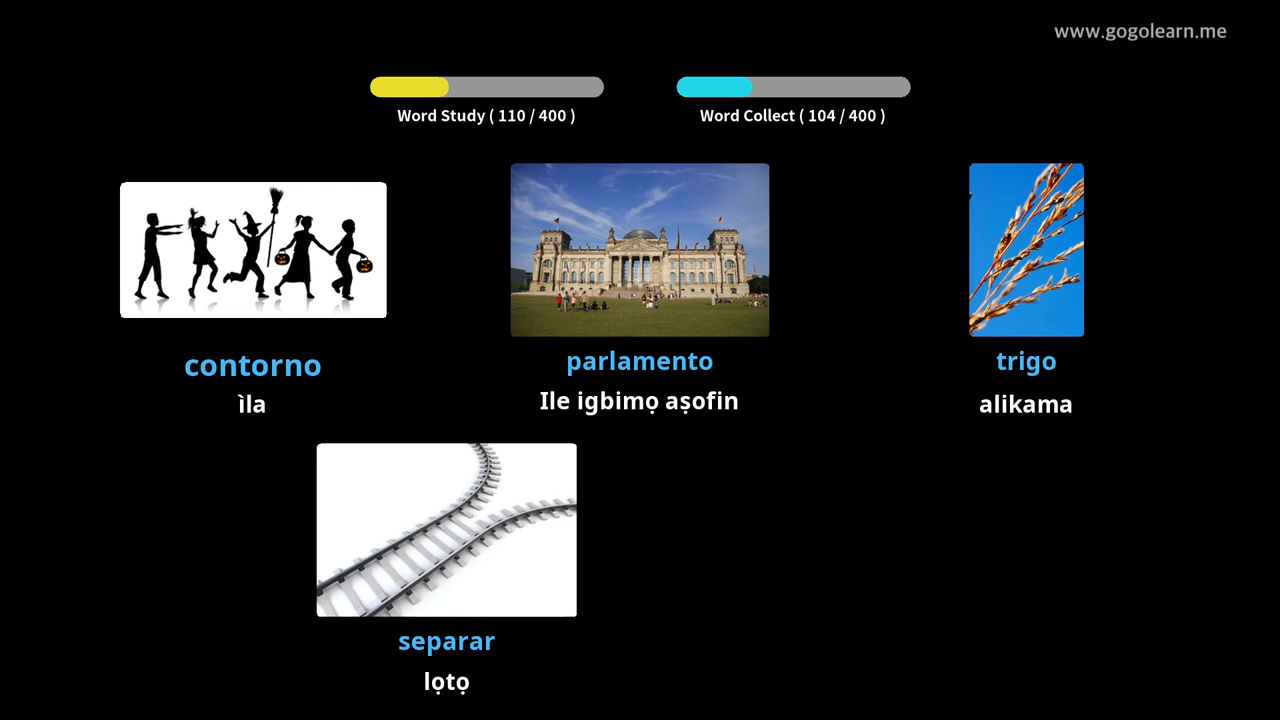 www.gogolearn.me
Word Study ( 110 / 400 )
Word Collect ( 104 / 400 )
contorno
ìla
parlamento
Ile igbimọ aṣofin
trigo
alikama
separar
lọtọ